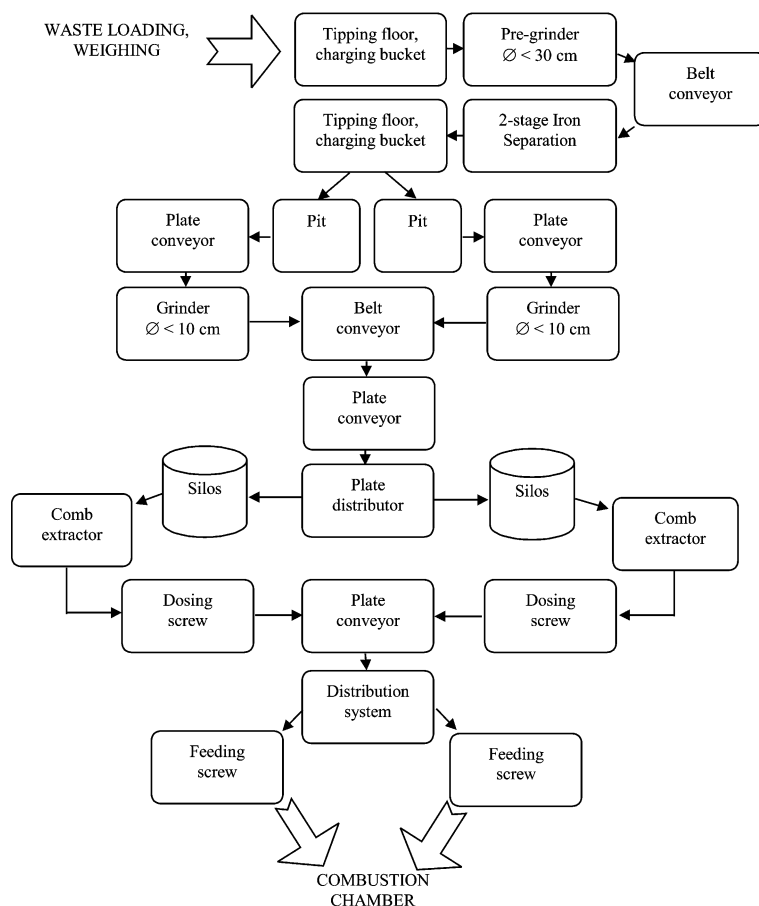 WASTE LOADING,
WEIGHING
Tipping floor,
charging bucket
Pre-grinder
∅ < 30 cm
Belt
conveyor
Tipping floor,
charging bucket
2-stage Iron
Separation
Plate
conveyor
Pit
Pit
Plate
conveyor
Grinder
∅ < 10 cm
Belt
conveyor
Grinder
∅ < 10 cm
Plate
conveyor
Silos
Plate
distributor
Silos
Comb
extractor
Comb
extractor
Dosing
screw
Plate
conveyor
Dosing
screw
Distribution
system
Feeding
screw
Feeding
screw
COMBUSTION
CHAMBER